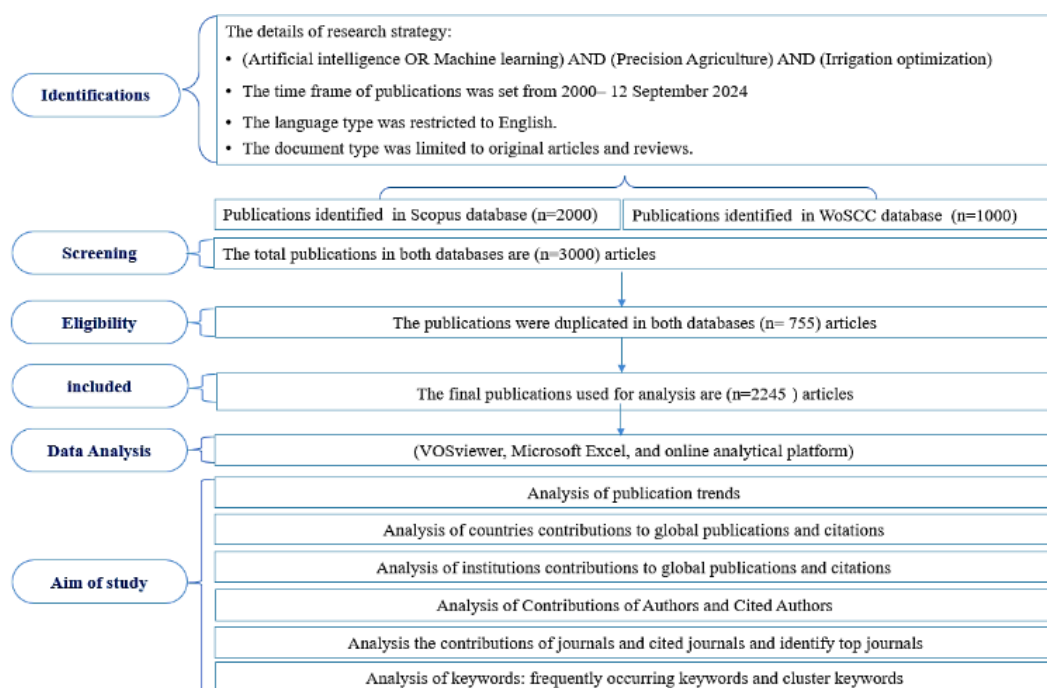 The details of research strategy:
• (Artificial intelligence OR Machine learning) AND (Precision Agriculture) AND (Irrigation optimization)
Identifications
• The time frame of publications was set from 2000– 12 September 2024
• The language type was restricted to English.
• The document type was limited to original articles and reviews.
Publications identified in Scopus database (n=2000)
Publications identified in WoSCC database (n=1000)
Screening
The total publications in both databases are (n=3000) articles
Eligibility
The publications were duplicated in both databases (n= 755) articles
included
The final publications used for analysis are (n=2245 ) articles
Data Analysis
(VOSviewer, Microsoft Excel, and online analytical platform)
Aim of study
Analysis of publication trends
Analysis of countries contributions to global publications and citations
Analysis of institutions contributions to global publications and citations
Analysis of Contributions of Authors and Cited Authors
Analysis the contributions of journals and cited journals and identify top journals
Analysis of keywords: frequently occurring keywords and cluster keywords